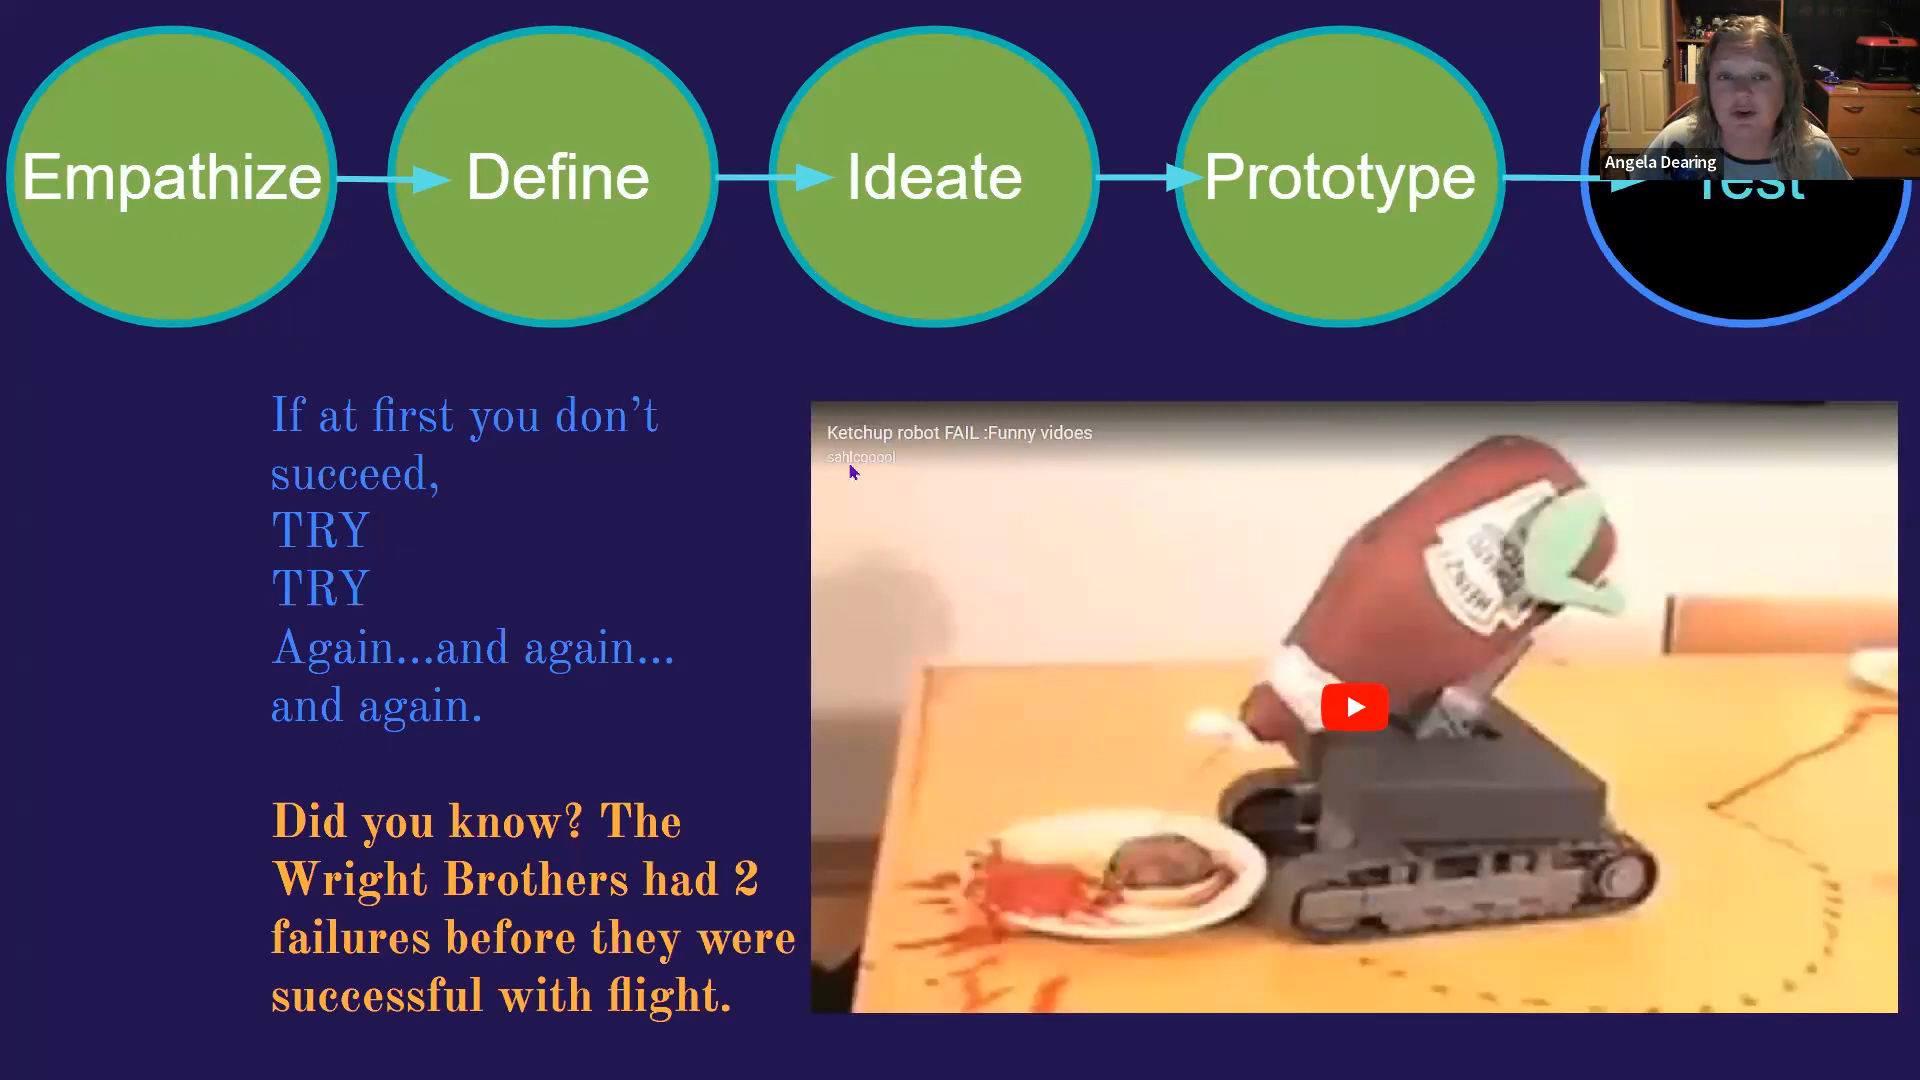 Empathize
Define
Ideate
Prototype
Test
Angela Dearing
If at first you don’t
succeed,
TRY
TRY
Again...and again...
and again.
Did you know? The
Wright Brothers had 2
failures before they were
successful with flight.
Ketchup robot FAIL :Funny vidoes
sahlcooool
HEINZ